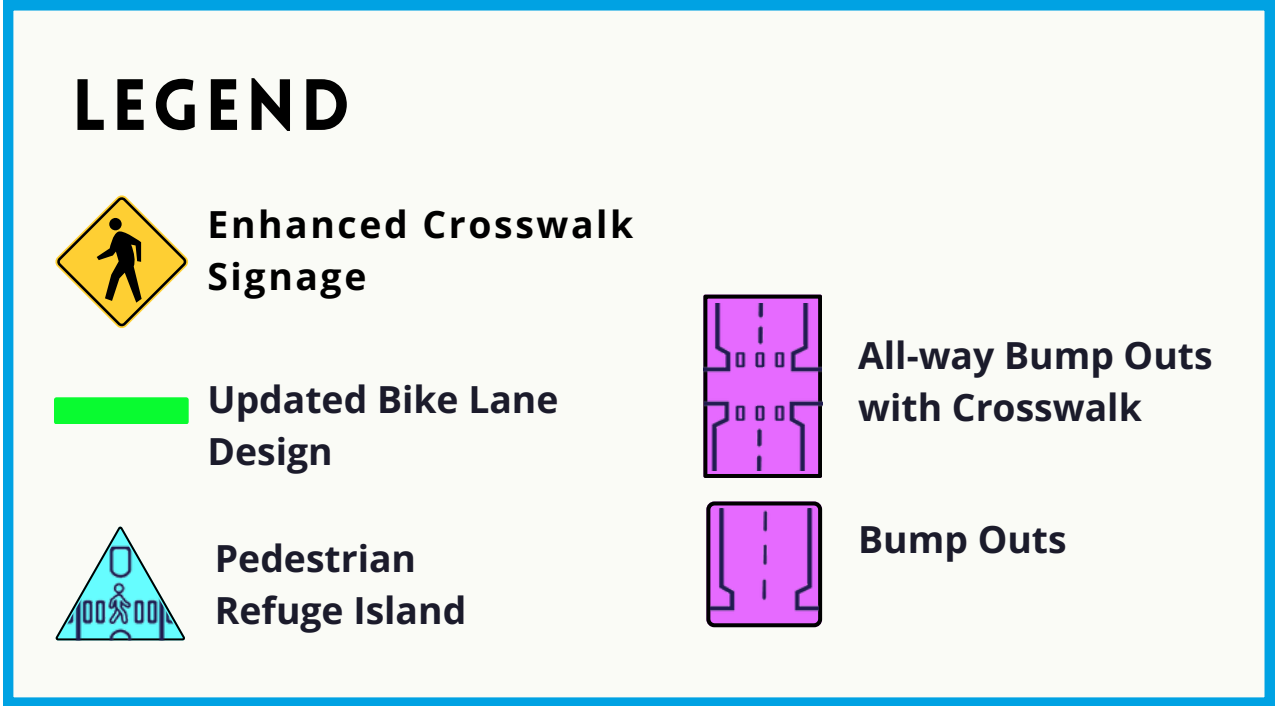 LEGEND
Enhanced Crosswalk
Signage
Updated Bike Lane
Design
Pedestrian
Refuge Island
All-way Bump Outs
with Crosswalk
Bump Outs